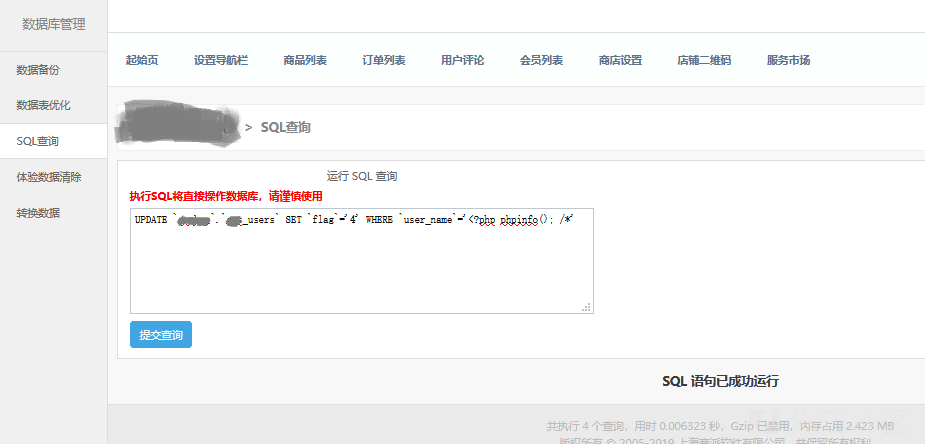 数据库管理
数据备份
数据表优化
SQL查询
体验数据清除
转换数据
起始页 设置导航栏 商品列表 订单列表 用户评论 会员列表 商店设置 店铺二维码 服务市场
> SQL查询
运行 SQL 查询
执行SQL将直接操作数据库，请谨慎使用
UPDATE ` `.` _users` SET `flag`='4' WHERE `user_name`='<?php phpinfo(); /*'
提交查询
SQL 语句已成功运行
共执行 4 个查询，用时 0.006323 秒，Gzip 已禁用，内存占用 2.423 MB
版权所有 © 2005-2019 上海商派软件有限公司，并保留所有权利